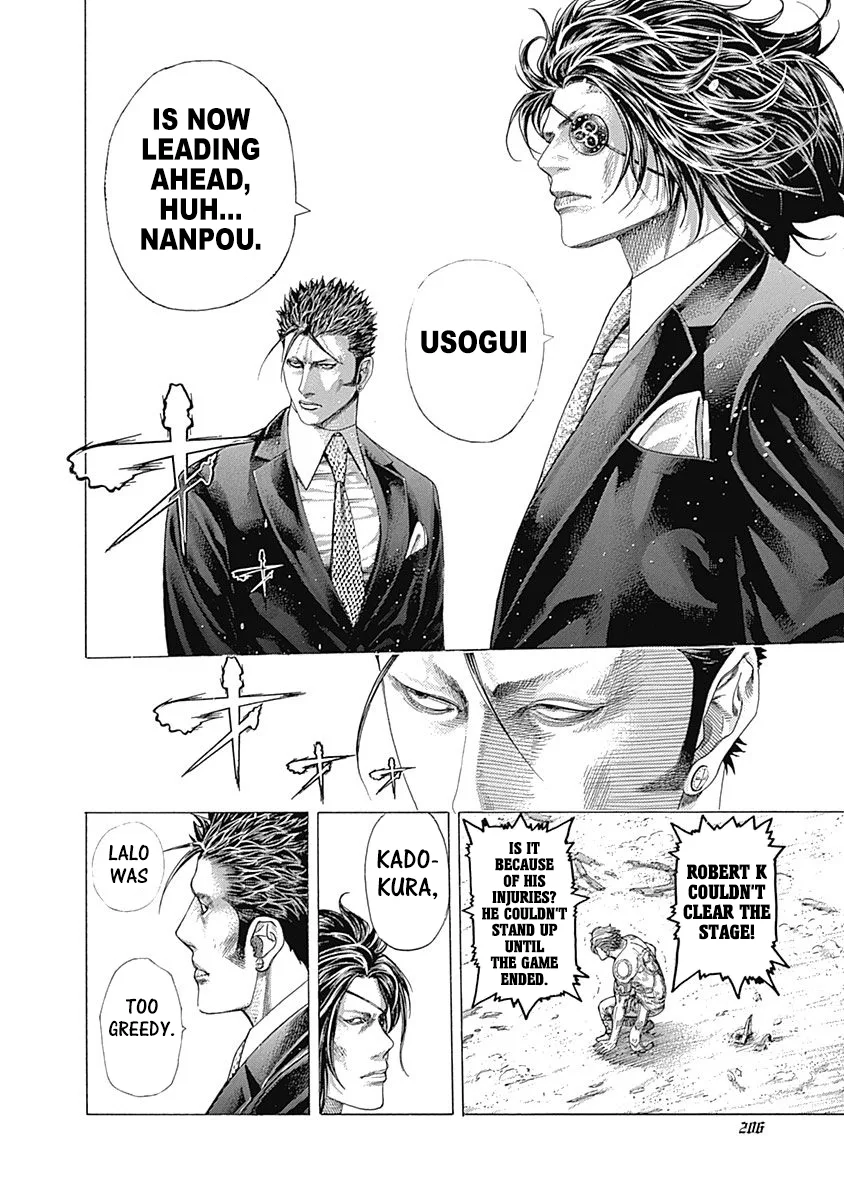 USOGUI
IS NOW
LEADING
AHEAD,
HUH...
NANPOU.
ROBERT K
COULDN'T
CLEAR THE
STAGE!
IS IT
BECAUSE
OF HIS
INJURIES?
HE COULDN'T
STAND UP
UNTIL
THE GAME
ENDED.
KADO-
KURA,
LALO
WAS
TOO
GREEDY.
206